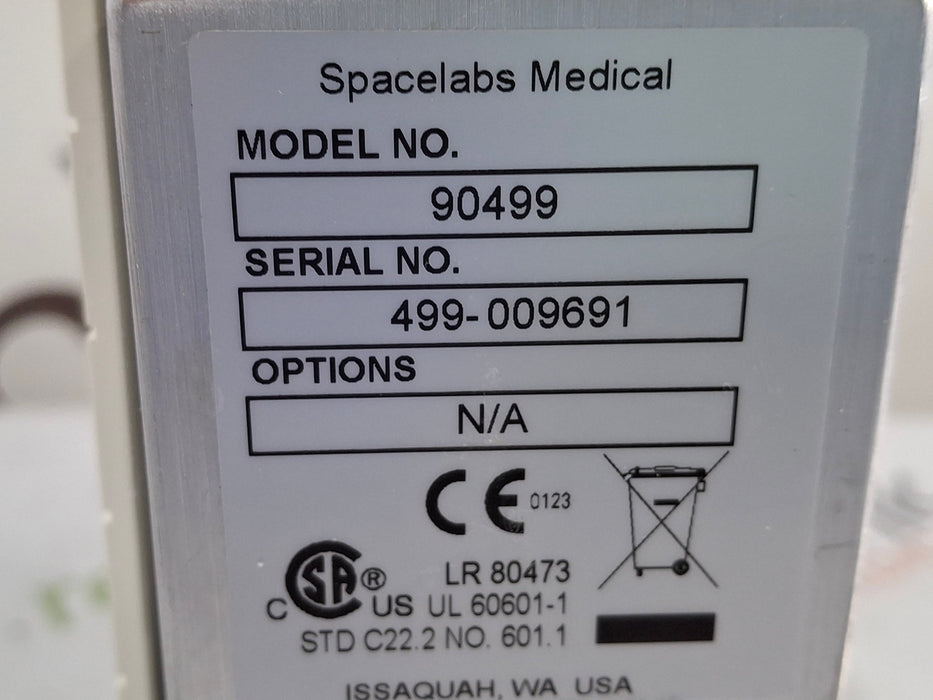 Spacelabs Medical
MODEL NO.
90499
SERIAL NO.
499-009691
OPTIONS
N/A
CE 0123
CSA ® LR 80473
C US UL 60601-1
STD C22.2 NO. 601.1
ISSAQUAH, WA USA